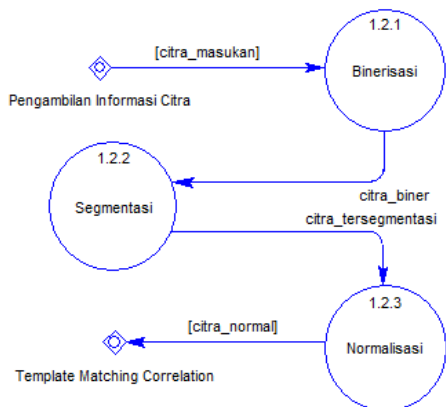 1.2.1
[citra_masukan]
Binerisasi
Pengambilan Informasi Citra
1.2.2
citra_biner
Segmentasi
citra_tersegmentasi
1.2.3
[citra_normal]
Normalisasi
Template Matching Correlation